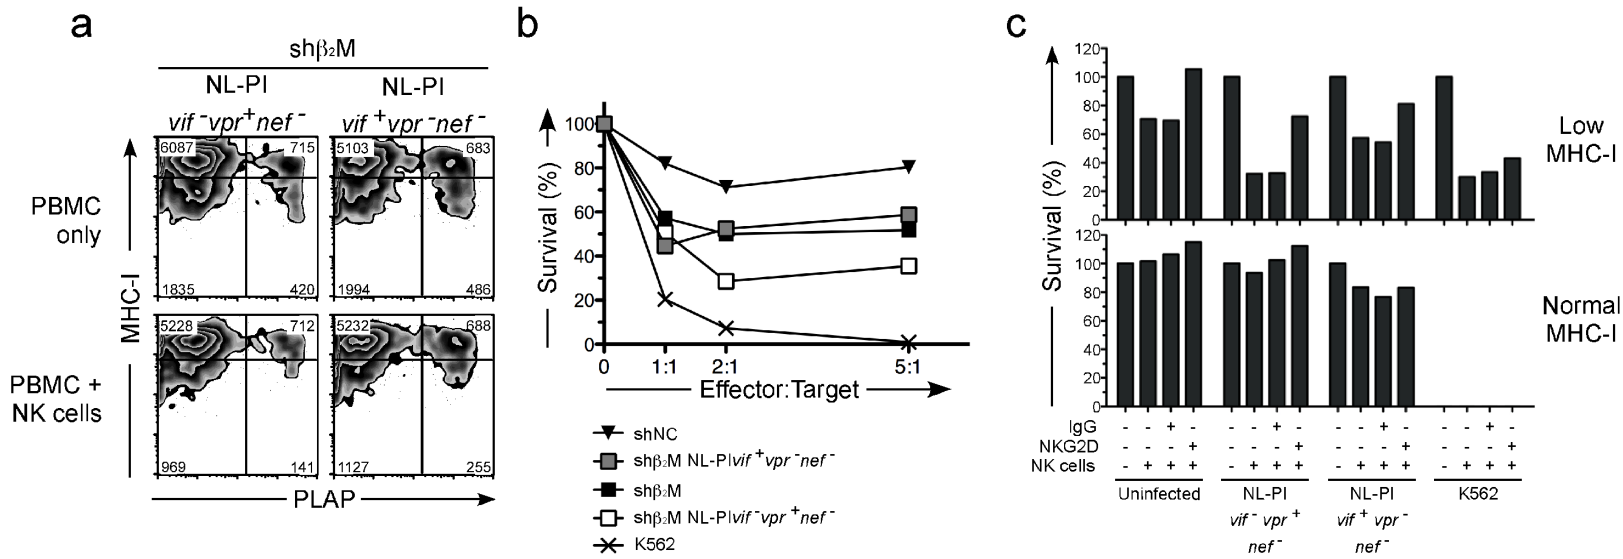 a
shβ₂M
NL-PI
vif⁻vpr⁺nef⁻
NL-PI
vif⁺vpr⁻nef⁻
PBMC
only
6087
715
1835
420
5103
683
1994
486
MHC-I
PBMC +
NK cells
5228
712
969
141
5232
688
1127
255
PLAP
b
Survival (%)
100
80
60
40
20
0
0
1:1
2:1
5:1
Effector:Target
shNC
shβ₂M NL-PIvif⁺vpr⁻nef⁻
shβ₂M
shβ₂M NL-PIvif⁻vpr⁺nef⁻
K562
c
Survival (%)
120
100
80
60
40
20
0
Low
MHC-I
120
100
80
60
40
20
0
Normal
MHC-I
IgG - - + - - - + - - - + - - - + -
NKG2D - - - + - - - + - - - + - - - +
NK cells - + + + - + + + - + + + - + + +
Uninfected
NL-PI
vif⁻ vpr⁺
nef⁻
NL-PI
vif⁺ vpr⁻
nef⁻
K562